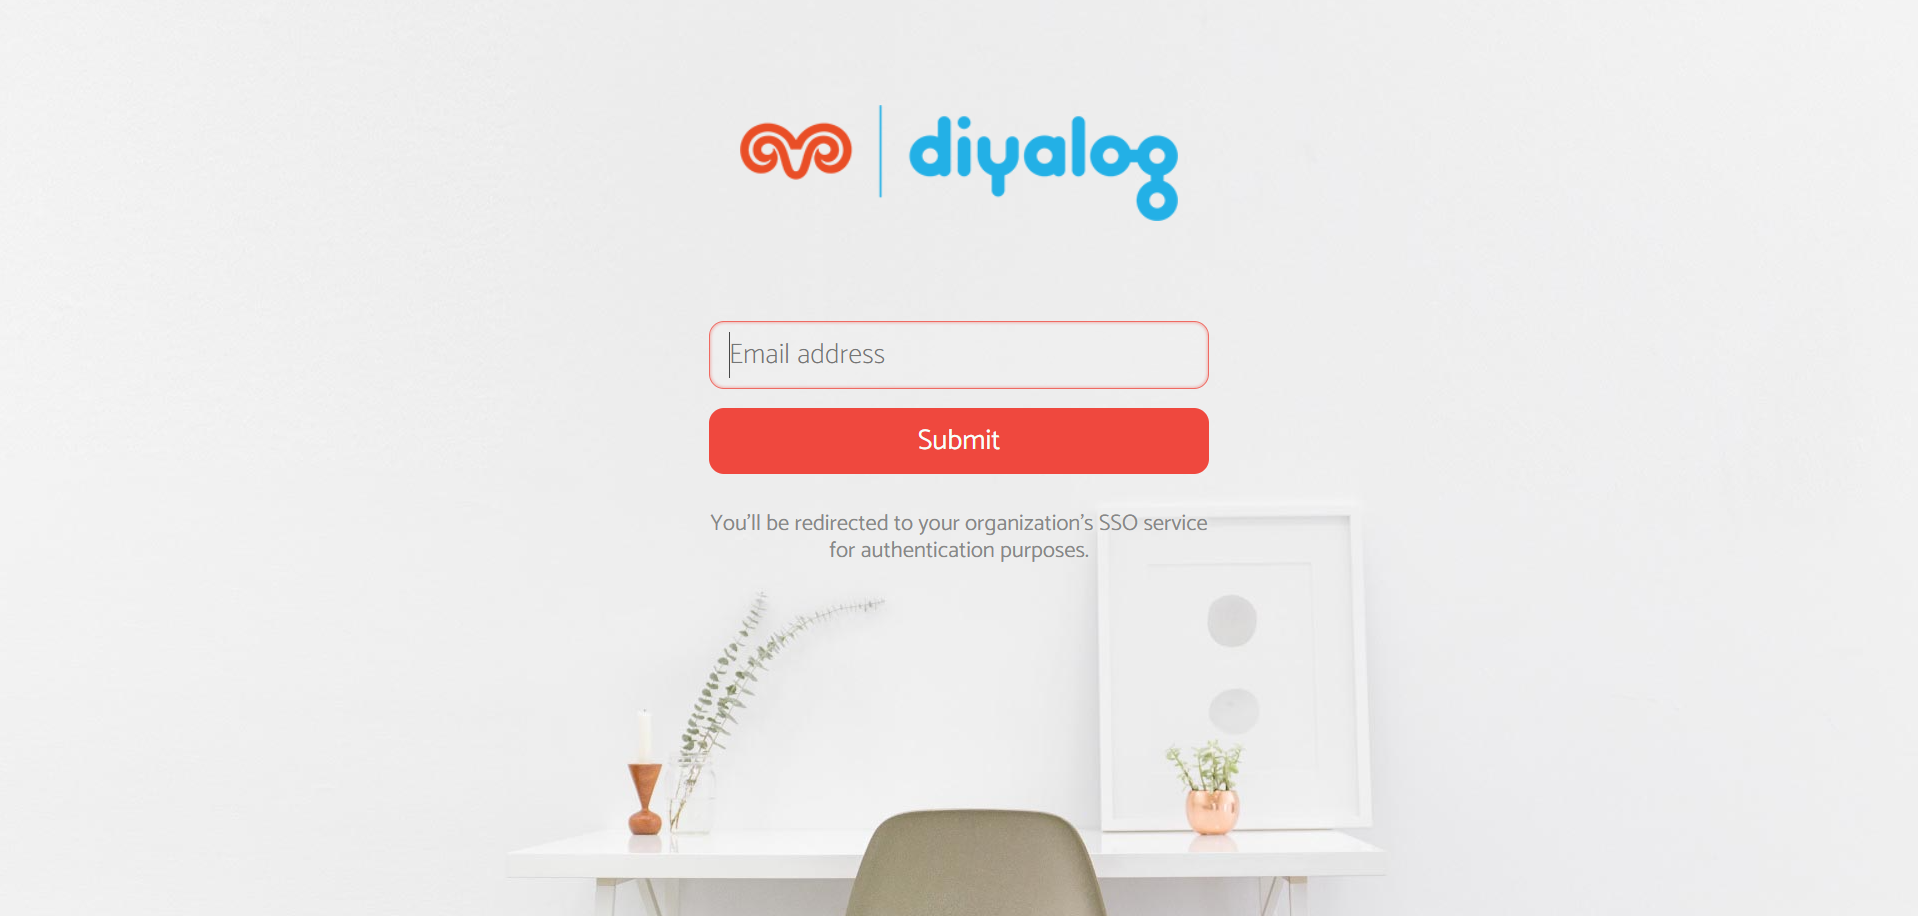 diyalog
Email address
Submit
You'll be redirected to your organization's SSO service
for authentication purposes.